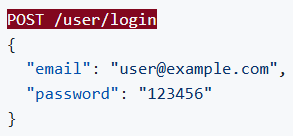 POST /user/login
{
  "email": "user@example.com",
  "password": "123456"
}